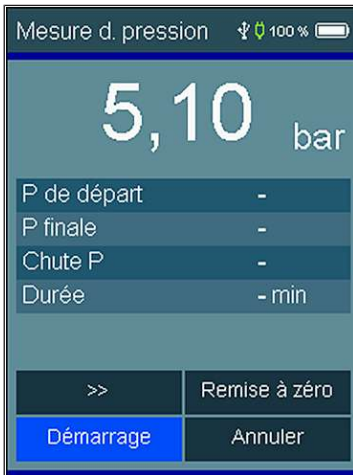 Mesure d. pression 100 %
5,10 bar
P de départ -
P finale -
Chute P -
Durée - min
>> Remise à zéro
Démarrage Annuler